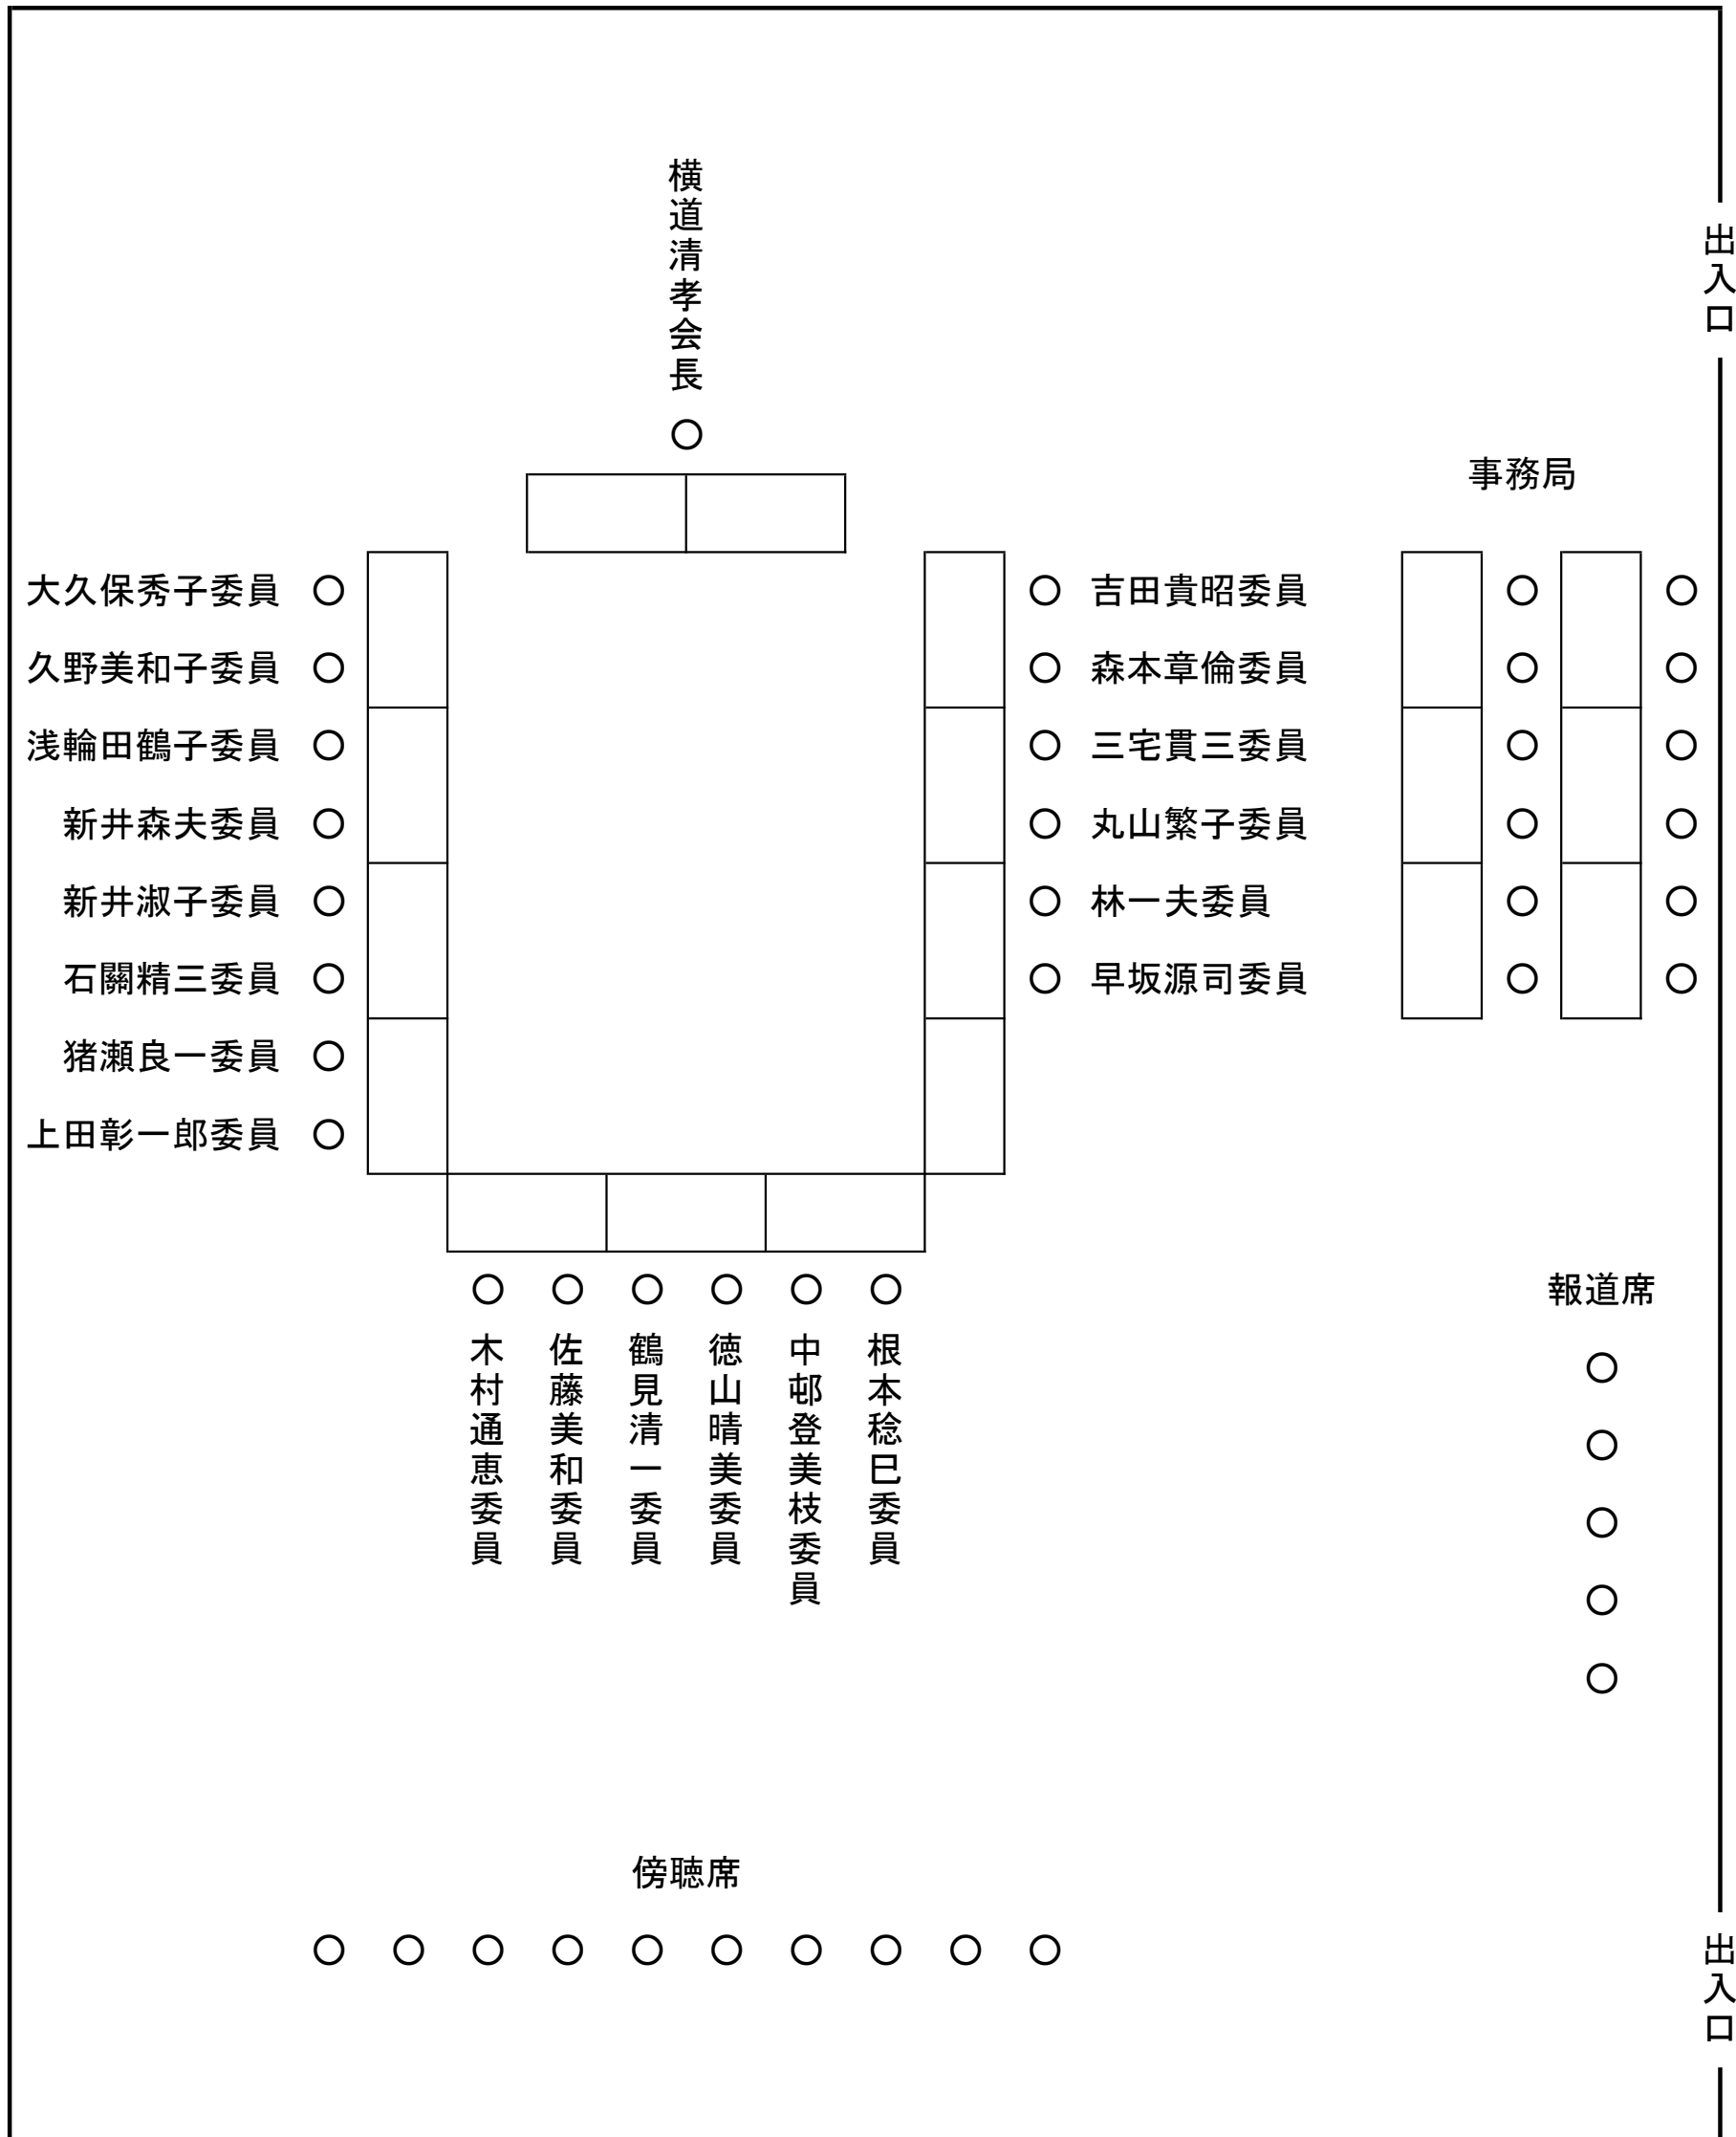 横道清孝会長
出入口
事務局
大久保秀子委員
久野美和子委員
浅輪田鶴子委員
新井森夫委員
新井淑子委員
石關精三委員
猪瀬良一委員
上田彰一郎委員
吉田貴昭委員
森本章倫委員
三宅貫三委員
丸山繁子委員
林一夫委員
早坂源司委員
木村通恵委員
佐藤美和委員
鶴見清一委員
徳山晴美委員
中邨登美枝委員
根本稔巳委員
報道席
傍聴席
出入口